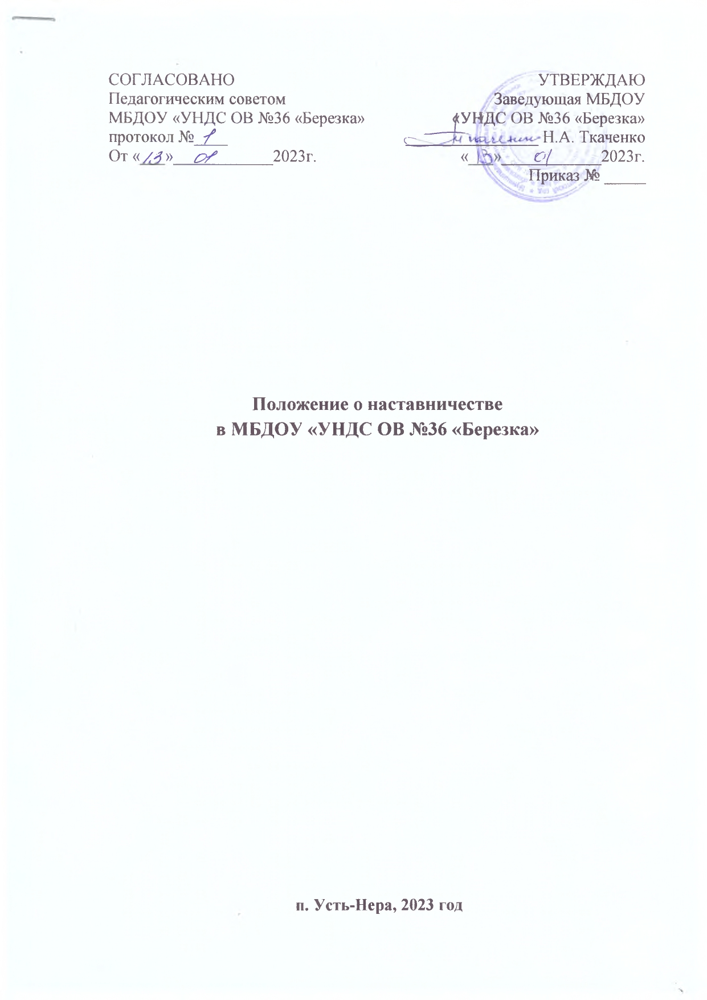 СОГЛАСОВАНО
Педагогическим советом
МБДОУ «УНДС ОВ №36 «Березка»
протокол № 1
От «13» 01 2023г.
УТВЕРЖДАЮ
Заведующая МБДОУ
«УНДС ОВ №36 «Березка»
Н.А. Ткаченко
«13» 01 2023г.
Приказ № _____
Положение о наставничестве
в МБДОУ «УНДС ОВ №36 «Березка»
п. Усть-Нера, 2023 год